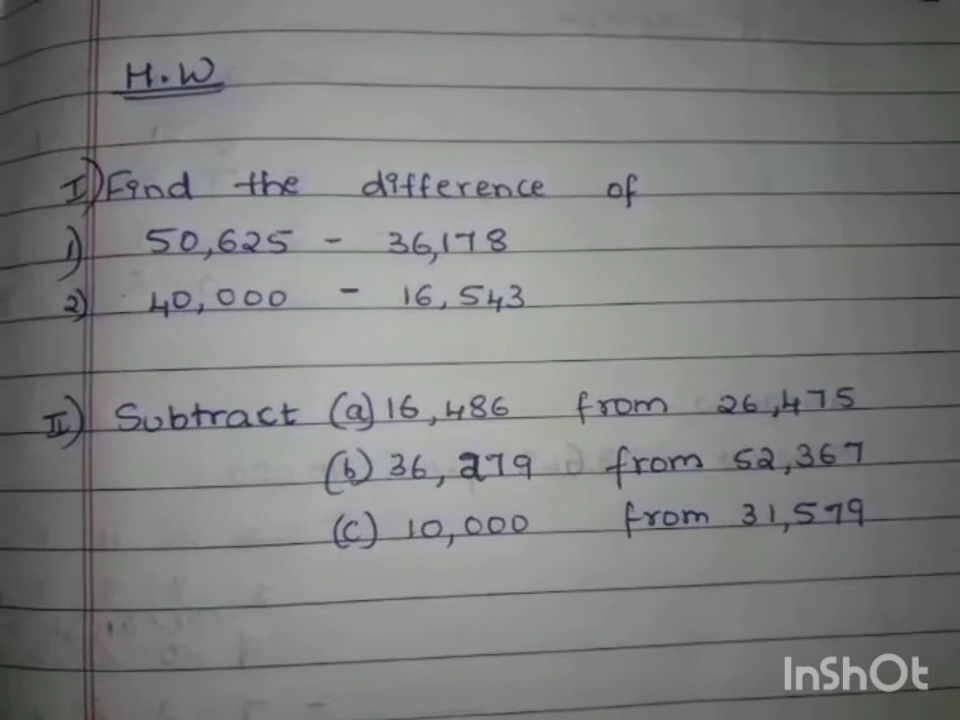 H.W
I) Find the difference of
1) 50,625 - 36,178
2) 40,000 - 16,543
II) Subtract (a) 16,486 from 26,475
(b) 36,279 from 52,367
(c) 10,000 from 31,579
InShOt